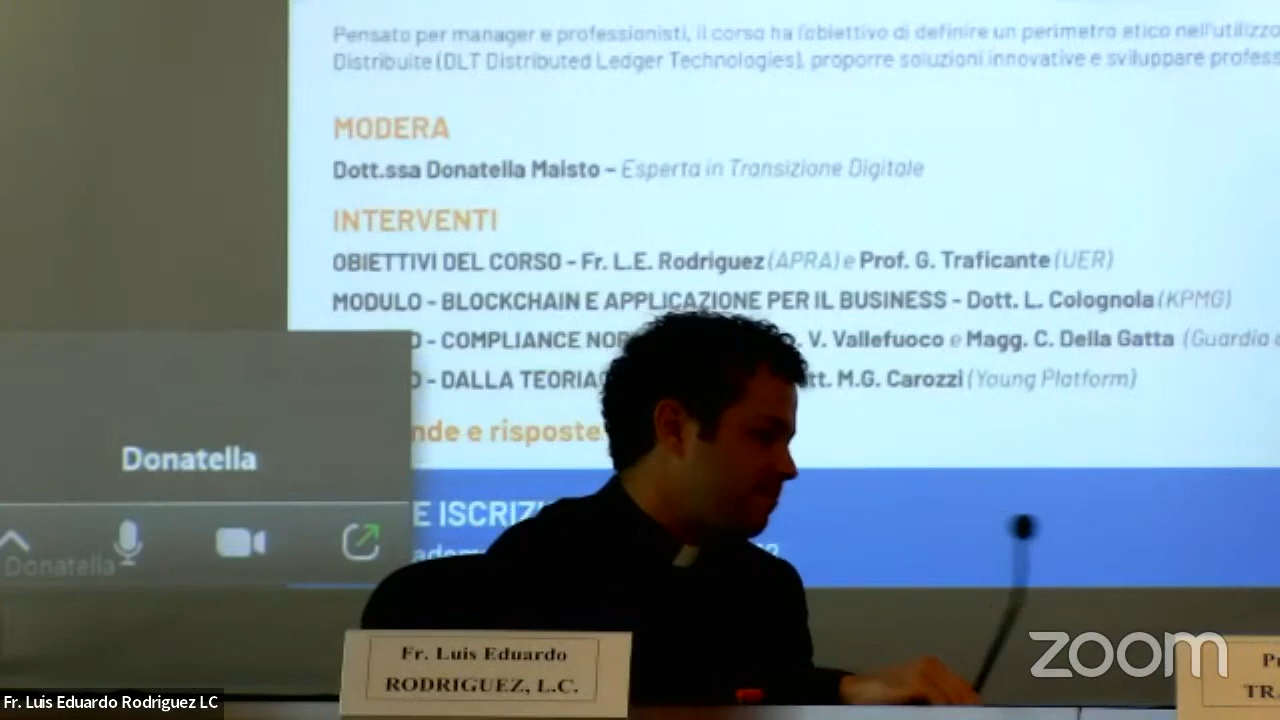 Pensato per manager e professionisti, il corso ha l'obiettivo di definire un perimetro etico nell'utilizzo
Distribuite (DLT Distributed Ledger Technologies), proporre soluzioni innovative e sviluppare profess
MODERA
Dott.ssa Donatella Maisto – Esperta in Transizione Digitale
INTERVENTI
OBIETTIVI DEL CORSO - Fr. L.E. Rodriguez (APRA) e Prof. G. Traficante (UER)
MODULO - BLOCKCHAIN E APPLICAZIONE PER IL BUSINESS - Dott. L. Colognola (KPMG)
O - COMPLIANCE NOR V. Vallefuoco e Magg. C. Della Gatta (Guardia
O - DALLA TEORIA tt. M.G. Carozzi (Young Platform)
nde e risposte
Donatella
E ISCRIZI
adem
Donatella
Fr. Luis Eduardo
RODRIGUEZ, L.C.
zoom
TR
Fr. Luis Eduardo Rodriguez LC